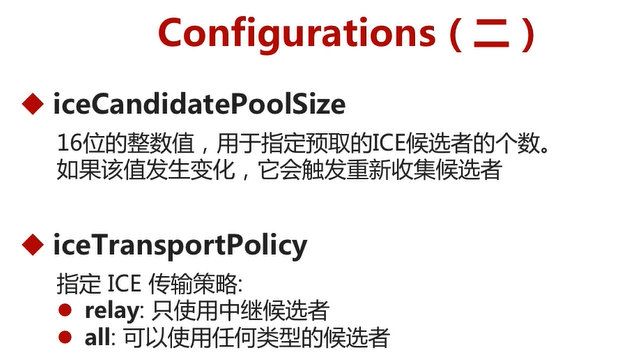 Configurations（二）
iceCandidatePoolSize
16位的整数值，用于指定预取的ICE候选者的个数。
如果该值发生变化，它会触发重新收集候选者
iceTransportPolicy
指定 ICE 传输策略:
relay: 只使用中继候选者
all: 可以使用任何类型的候选者